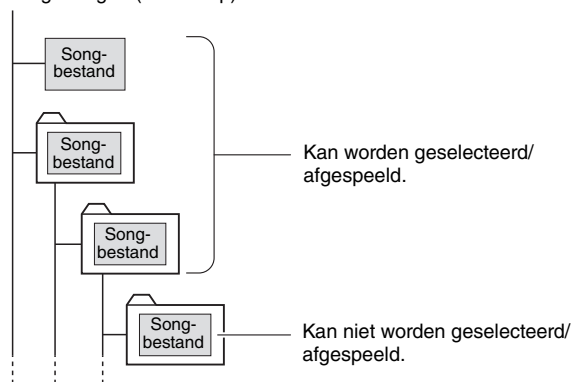 Song-
bestand
Song-
bestand
Kan worden geselecteerd/
afgespeeld.
Song-
bestand
Song-
bestand
Kan niet worden geselecteerd/
afgespeeld.